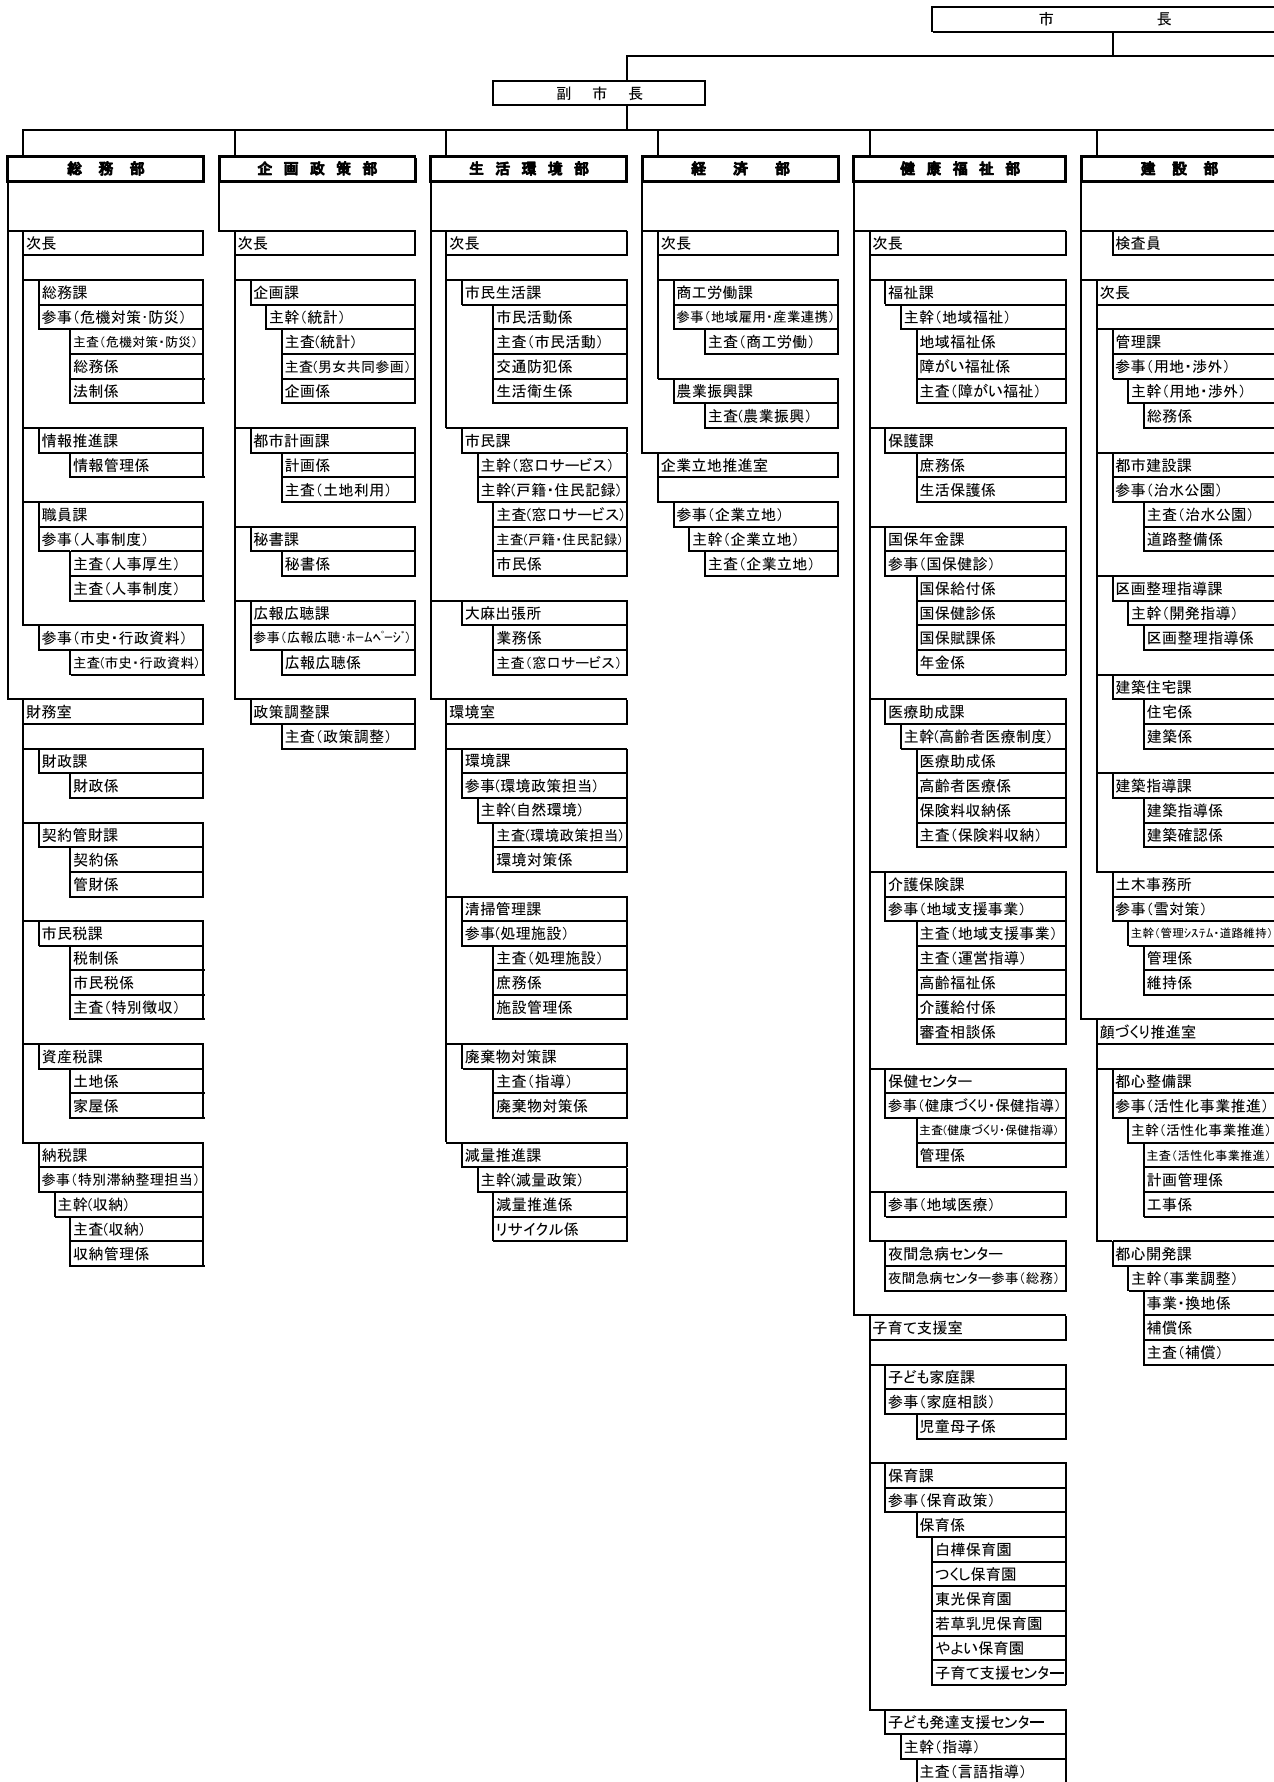 市　　　長
副　市　長
総務部
次長
総務課
参事(危機対策・防災)
主査(危機対策・防災)
総務係
法制係
情報推進課
情報管理係
職員課
参事(人事制度)
主査(人事厚生)
主査(人事制度)
参事(市史・行政資料)
主査(市史・行政資料)
財務室
財政課
財政係
契約管財課
契約係
管財係
市民税課
税制係
市民税係
主査(特別徴収)
資産税課
土地係
家屋係
納税課
参事(特別滞納整理担当)
主幹(収納)
主査(収納)
収納管理係
企画政策部
次長
企画課
主幹(統計)
主査(統計)
主査(男女共同参画)
企画係
都市計画課
計画係
主査(土地利用)
秘書課
秘書係
広報広聴課
参事(広報広聴・ホームページ)
広報広聴係
政策調整課
主査(政策調整)
生活環境部
次長
市民生活課
市民活動係
主査(市民活動)
交通防犯係
生活衛生係
市民課
主幹(窓口サービス)
主幹(戸籍・住民記録)
主査(窓口サービス)
主査(戸籍・住民記録)
市民係
大麻出張所
業務係
主査(窓口サービス)
環境室
環境課
参事(環境政策担当)
主幹(自然環境)
主査(環境政策担当)
環境対策係
清掃管理課
参事(処理施設)
主査(処理施設)
庶務係
施設管理係
廃棄物対策課
主査(指導)
廃棄物対策係
減量推進課
主幹(減量政策)
減量推進係
リサイクル係
経済部
次長
商工労働課
参事(地域雇用・産業連携)
主査(商工労働)
農業振興課
主査(農業振興)
企業立地推進室
参事(企業立地)
主幹(企業立地)
主査(企業立地)
健康福祉部
次長
福祉課
主幹(地域福祉)
地域福祉係
障がい福祉係
主査(障がい福祉)
保護課
庶務係
生活保護係
国保年金課
参事(国保健診)
国保給付係
国保健診係
国保賦課係
年金係
医療助成課
主幹(高齢者医療制度)
医療助成係
高齢者医療係
保険料収納係
主査(保険料収納)
介護保険課
参事(地域支援事業)
主査(地域支援事業)
主査(運営指導)
高齢福祉係
介護給付係
審査相談係
保健センター
参事(健康づくり・保健指導)
主査(健康づくり・保健指導)
管理係
参事(地域医療)
夜間急病センター
夜間急病センター参事(総務)
子育て支援室
子ども家庭課
参事(家庭相談)
児童母子係
保育課
参事(保育政策)
保育係
白樺保育園
つくし保育園
東光保育園
若草乳児保育園
やよい保育園
子育て支援センター
子ども発達支援センター
主幹(指導)
主査(言語指導)
建設部
検査員
次長
管理課
参事(用地・渉外)
主幹(用地・渉外)
総務係
都市建設課
参事(治水公園)
主査(治水公園)
道路整備係
区画整理指導課
主幹(開発指導)
区画整理指導係
建築住宅課
住宅係
建築係
建築指導課
建築指導係
建築確認係
土木事務所
参事(雪対策)
主幹(管理システム・道路維持)
管理係
維持係
顔づくり推進室
都心整備課
参事(活性化事業推進)
主幹(活性化事業推進)
主査(活性化事業推進)
計画管理係
工事係
都心開発課
主幹(事業調整)
事業・換地係
補償係
主査(補償)